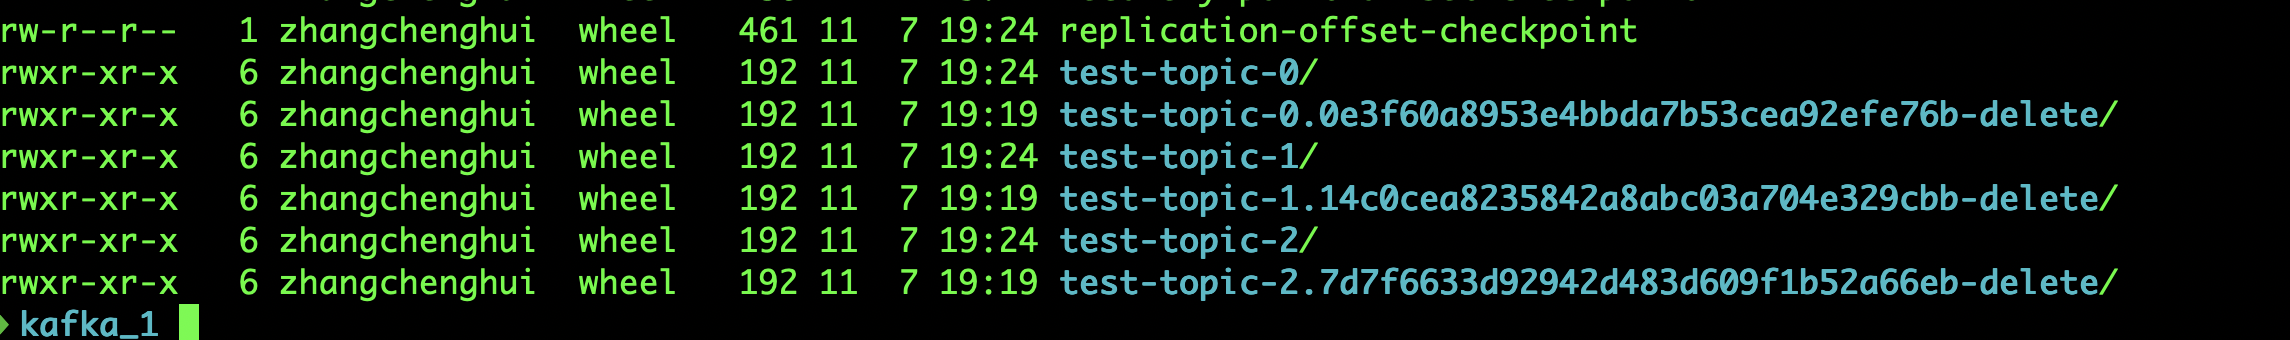 rw-r--r-- 1 zhangchenghui wheel 461 11 7 19:24 replication-offset-checkpoint
rwxr-xr-x 6 zhangchenghui wheel 192 11 7 19:24 test-topic-0/
rwxr-xr-x 6 zhangchenghui wheel 192 11 7 19:19 test-topic-0.0e3f60a8953e4bbda7b53cea92efe76b-delete/
rwxr-xr-x 6 zhangchenghui wheel 192 11 7 19:24 test-topic-1/
rwxr-xr-x 6 zhangchenghui wheel 192 11 7 19:19 test-topic-1.14c0cea8235842a8abc03a704e329cbb-delete/
rwxr-xr-x 6 zhangchenghui wheel 192 11 7 19:24 test-topic-2/
rwxr-xr-x 6 zhangchenghui wheel 192 11 7 19:19 test-topic-2.7d7f6633d92942d483d609f1b52a66eb-delete/
kafka_1